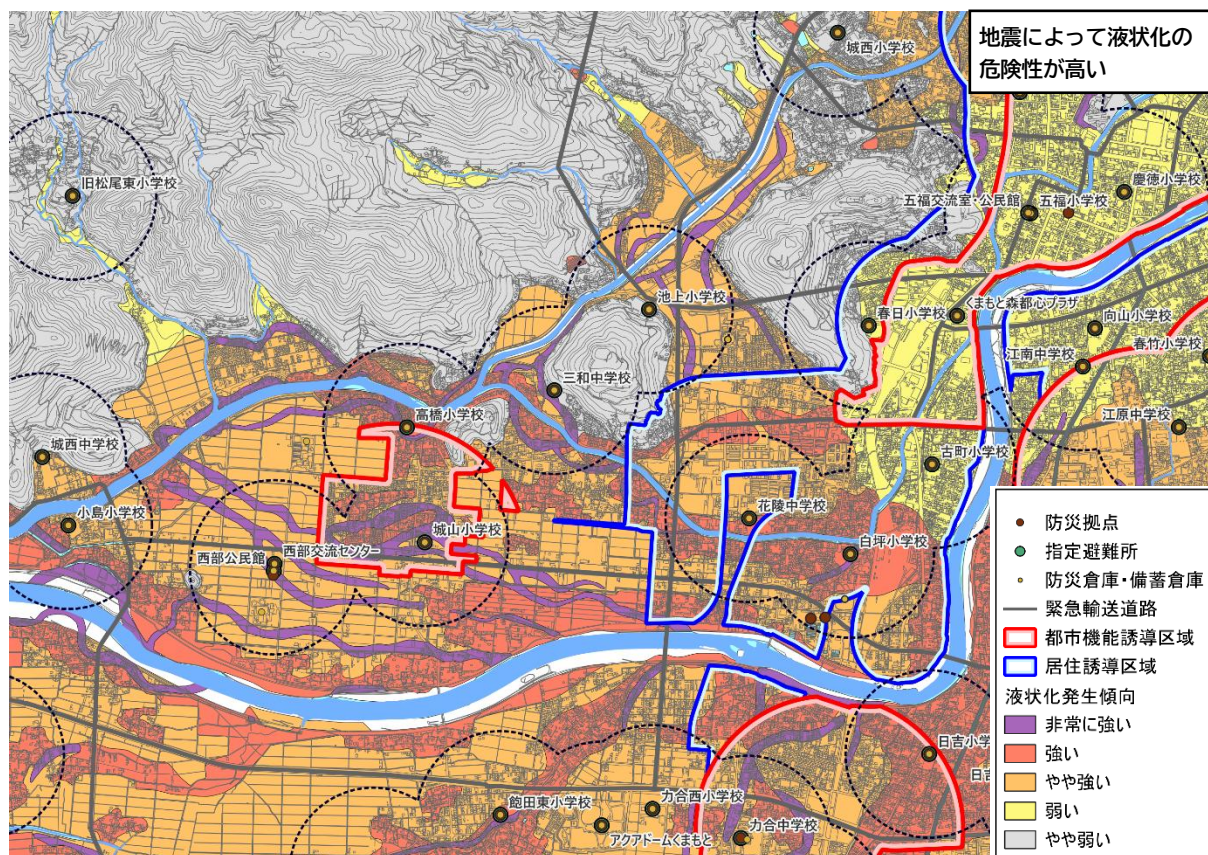 地震によって液状化の
危険性が高い
城西小学校
旧松尾東小学校
慶徳小学校
五福交流室・公民館
五福小学校
池上小学校
春日小学校
くまもと森都心プラザ
向山小学校
春竹小学校
江南中学校
三和中学校
高橋小学校
江原中学校
城西中学校
古町小学校
小島小学校
花陵中学校
城山小学校
白坪小学校
西部公民館
西部交流センター
日吉小学
日吉
飽田東小学校
力合西小学校
アクアドームくまもと
力合中学校
防災拠点
指定避難所
防災倉庫・備蓄倉庫
緊急輸送道路
都市機能誘導区域
居住誘導区域
液状化発生傾向
非常に強い
強い
やや強い
弱い
やや弱い